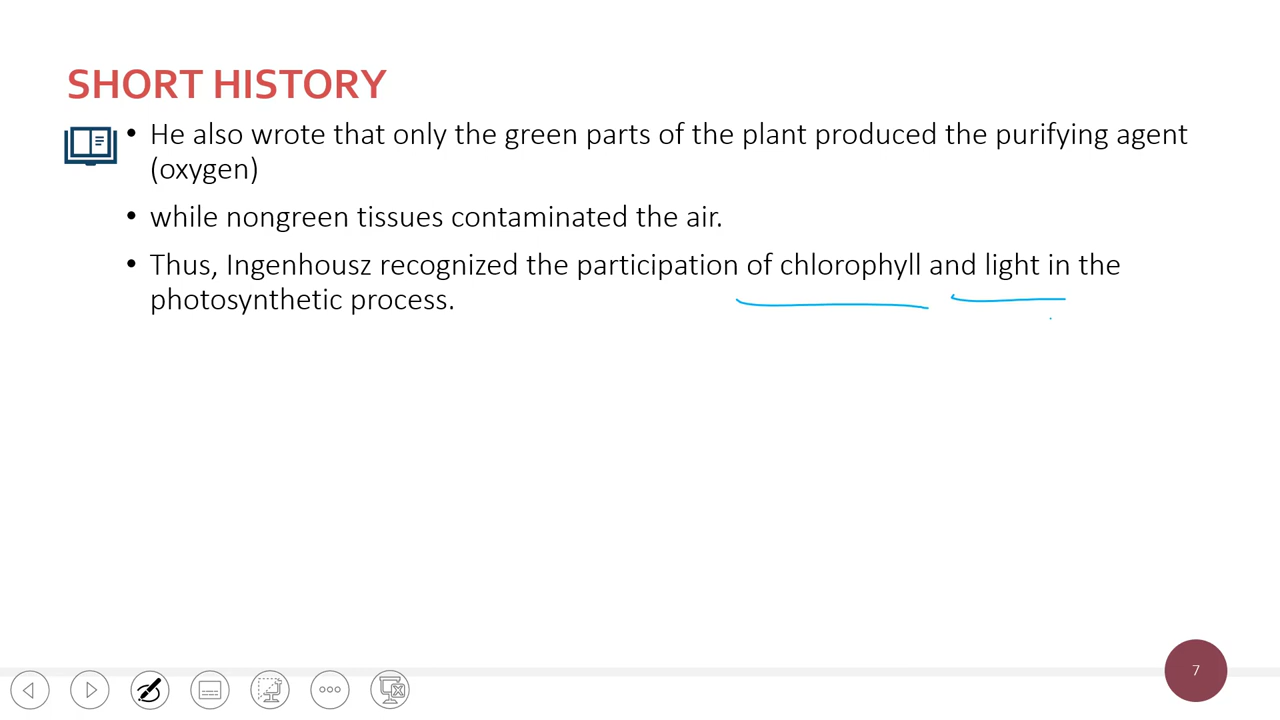 SHORT HISTORY
• He also wrote that only the green parts of the plant produced the purifying agent
(oxygen)
• while nongreen tissues contaminated the air.
• Thus, Ingenhousz recognized the participation of chlorophyll and light in the
photosynthetic process.
7